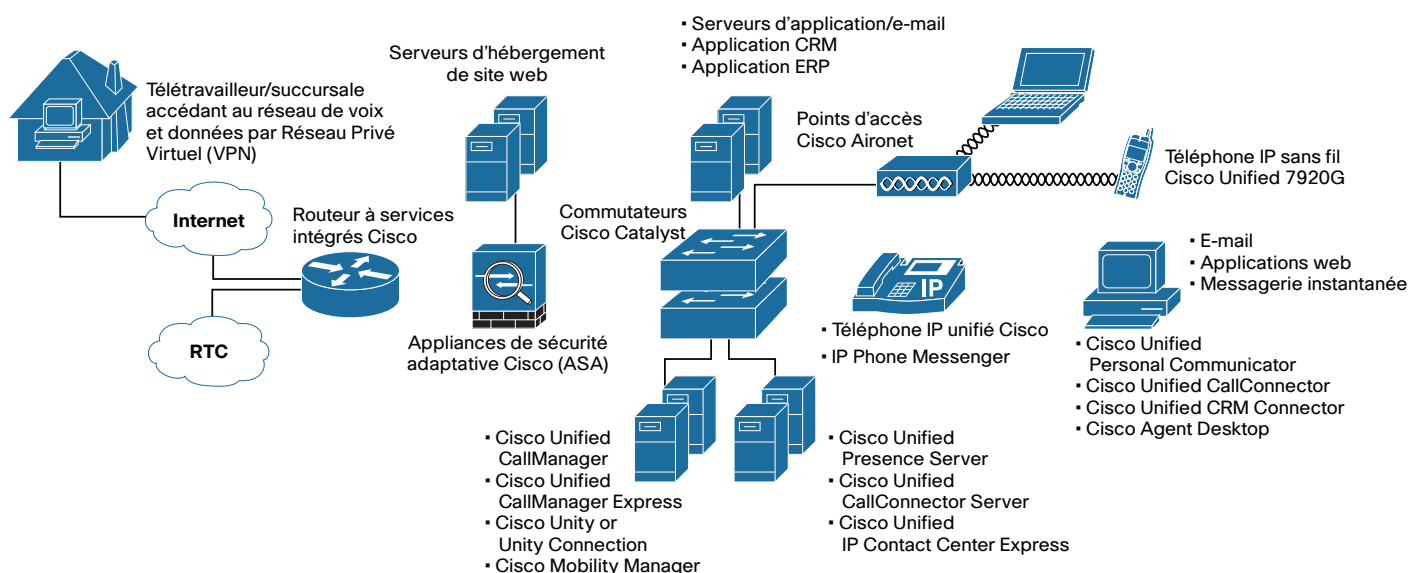 ▪ Serveurs d'application/e-mail
▪ Application CRM
▪ Application ERP
Serveurs d'hébergement
de site web
Télétravailleur/succursale
accédant au réseau de voix
et données par Réseau Privé
Virtuel (VPN)
Points d'accès
Cisco Aironet
Téléphone IP sans fil
Cisco Unified 7920G
Internet
Routeur à services
intégrés Cisco
Commutateurs
Cisco Catalyst
▪ E-mail
▪ Applications web
▪ Messagerie instantanée
IP
RTC
Appliances de sécurité
adaptative Cisco (ASA)
▪ Téléphone IP unifié Cisco
▪ IP Phone Messenger
▪ Cisco Unified
Personal Communicator
▪ Cisco Unified CallConnector
▪ Cisco Unified CRM Connector
▪ Cisco Agent Desktop
▪ Cisco Unified
CallManager
▪ Cisco Unified
CallManager Express
▪ Cisco Unity or
Unity Connection
▪ Cisco Mobility Manager
▪ Cisco Unified
Presence Server
▪ Cisco Unified
CallConnector Server
▪ Cisco Unified
IP Contact Center Express